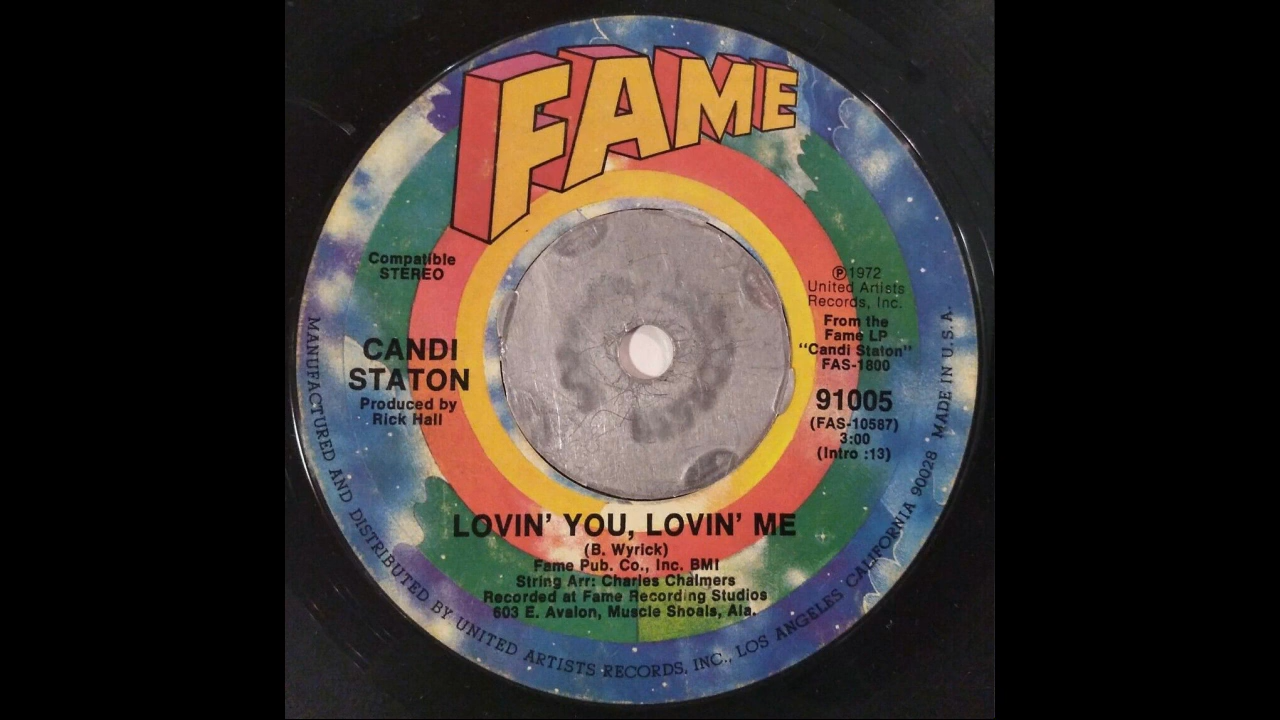 FAME
Compatible
STEREO
CANDI
STATON
Produced by
Rick Hall
Ⓟ1972
United Artists
Records, Inc.
From the
Fame LP
"Candi Staton"
FAS-1800
91005
(FAS-10587)
3:00
(Intro :13)
LOVIN' YOU, LOVIN' ME
(B. Wyrick)
Fame Pub. Co., Inc. BMI
String Arr: Charles Chalmers
Recorded at Fame Recording Studios
603 E. Avalon, Muscle Shoals, Ala.
MANUFACTURED AND DISTRIBUTED BY UNITED ARTISTS RECORDS, INC., LOS ANGELES CALIFORNIA 90028 MADE IN U.S.A.